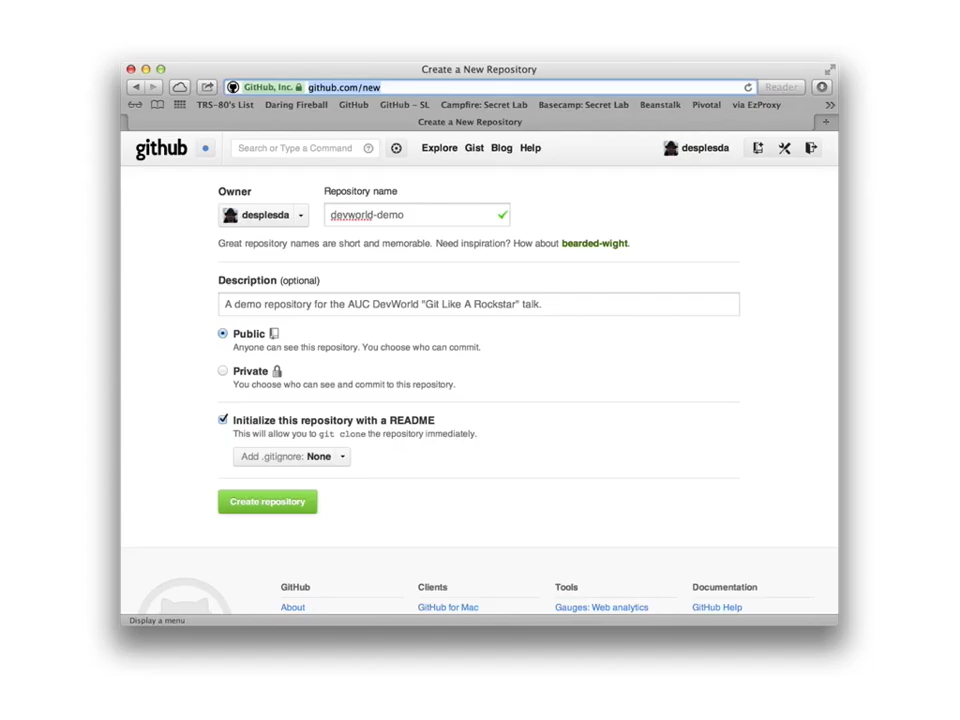 Create a New Repository
GitHub, Inc. github.com/new Reader
TRS-80's List Daring Fireball GitHub GitHub – SL Campfire: Secret Lab Basecamp: Secret Lab Beanstalk Pivotal via EzProxy
Create a New Repository
github Search or Type a Command Explore Gist Blog Help desplesda
Owner Repository name
desplesda devworld-demo
Great repository names are short and memorable. Need inspiration? How about bearded-wight.
Description (optional)
A demo repository for the AUC DevWorld "Git Like A Rockstar" talk.
Public
Anyone can see this repository. You choose who can commit.
Private
You choose who can see and commit to this repository.
Initialize this repository with a README
This will allow you to git clone the repository immediately.
Add .gitignore: None
Create repository
GitHub Clients Tools Documentation
About GitHub for Mac Gauges: Web analytics GitHub Help
Display a menu